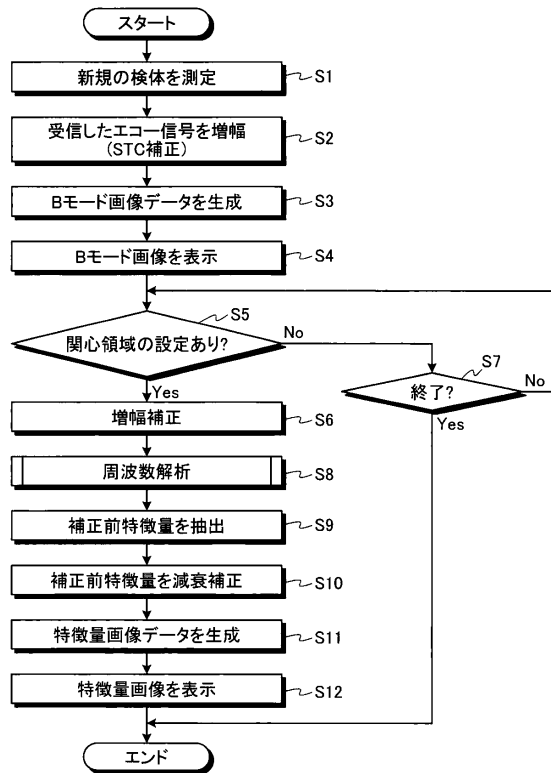 スタート
新規の検体を測定
S1
受信したエコー信号を増幅
(STC補正)
S2
Bモード画像データを生成
S3
Bモード画像を表示
S4
S5
関心領域の設定あり?
No
Yes
S7
終了?
No
Yes
増幅補正
S6
周波数解析
S8
補正前特徴量を抽出
S9
補正前特徴量を減衰補正
S10
特徴量画像データを生成
S11
特徴量画像を表示
S12
エンド